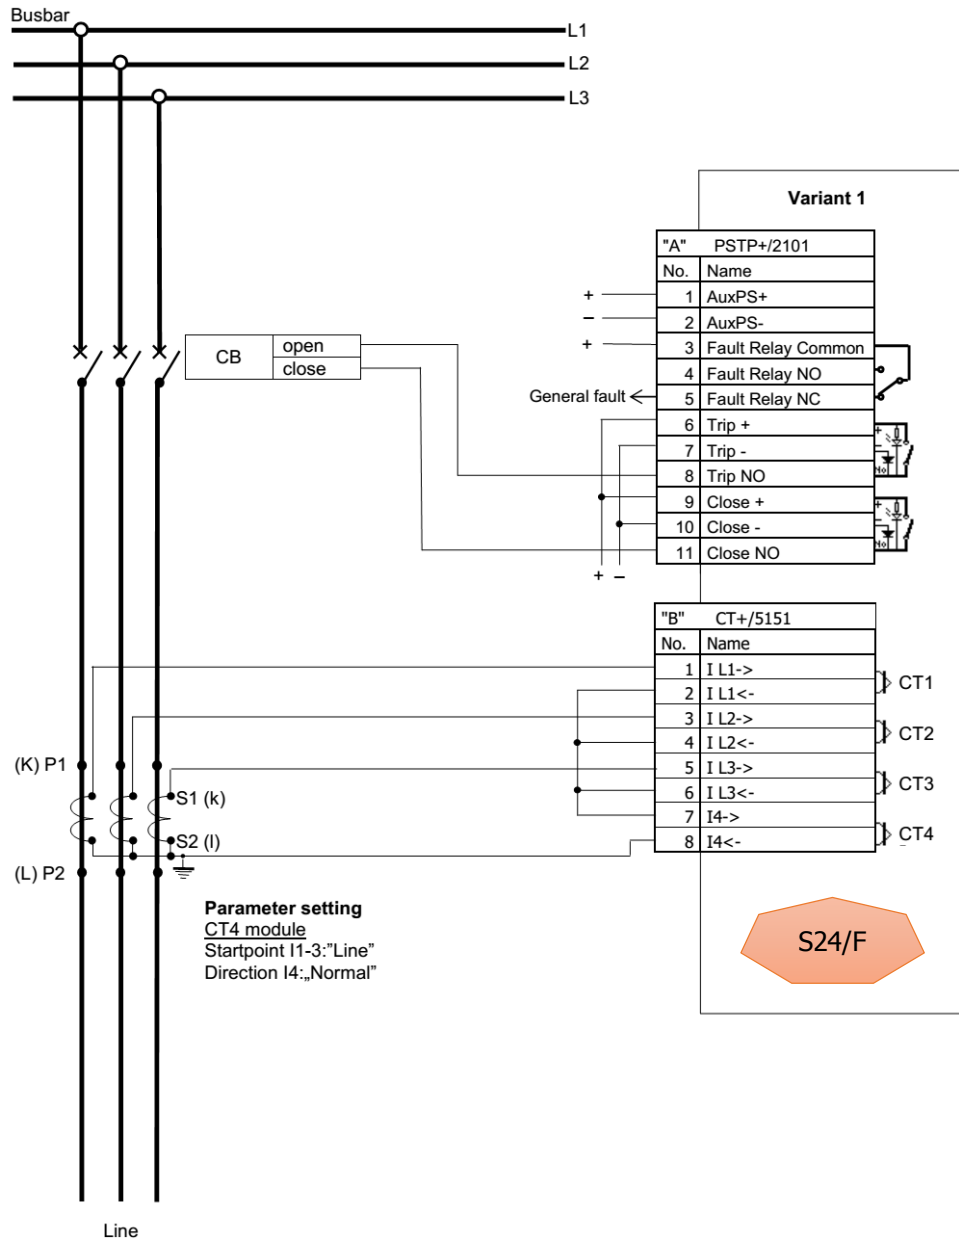 Busbar
L1
L2
L3
Variant 1
"A" PSTP+/2101
No. Name
+ 1 AuxPS+
– 2 AuxPS-
+ 3 Fault Relay Common
4 Fault Relay NO
General fault 5 Fault Relay NC
6 Trip +
7 Trip -
8 Trip NO
9 Close +
10 Close -
11 Close NO
+ –
CB open
close
"B" CT+/5151
No. Name
1 I L1->
2 I L1<-
3 I L2->
4 I L2<-
5 I L3->
6 I L3<-
7 I4->
8 I4<-
CT1
CT2
CT3
CT4
(K) P1
S1 (k)
S2 (l)
(L) P2
Parameter setting
CT4 module
Startpoint I1-3:"Line"
Direction I4:„Normal”
S24/F
Line